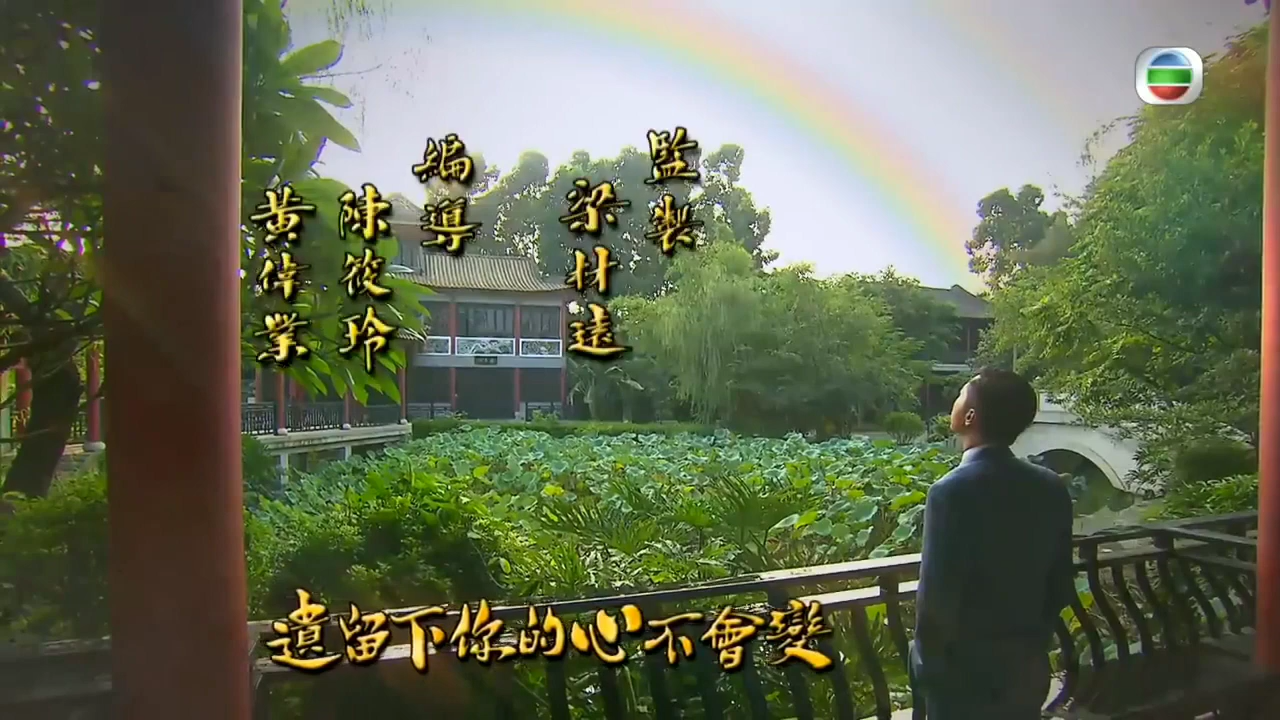 監製
梁材遠
編導
陳筱玲
黃偉業
遺留下你的心不會變